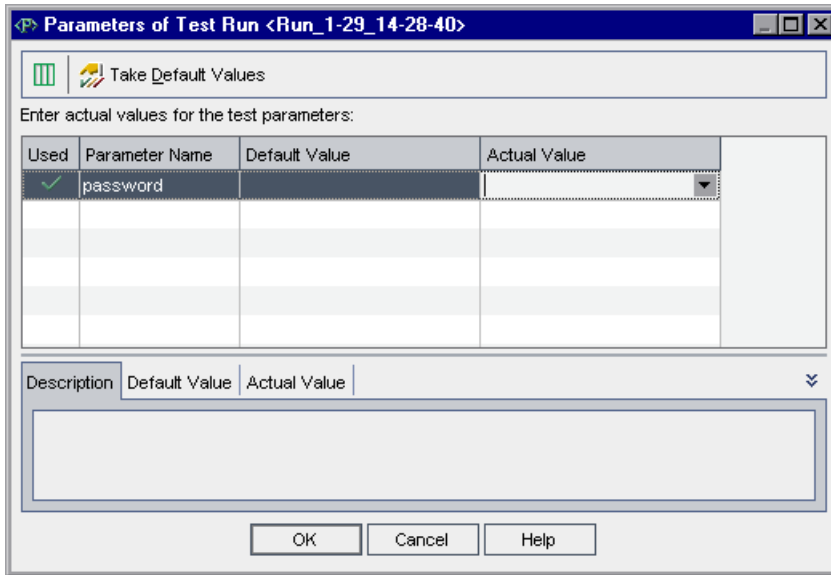 <P> Parameters of Test Run <Run_1-29_14-28-40>
Take Default Values
Enter actual values for the test parameters:
Used Parameter Name Default Value Actual Value
password
Description Default Value Actual Value
OK Cancel Help